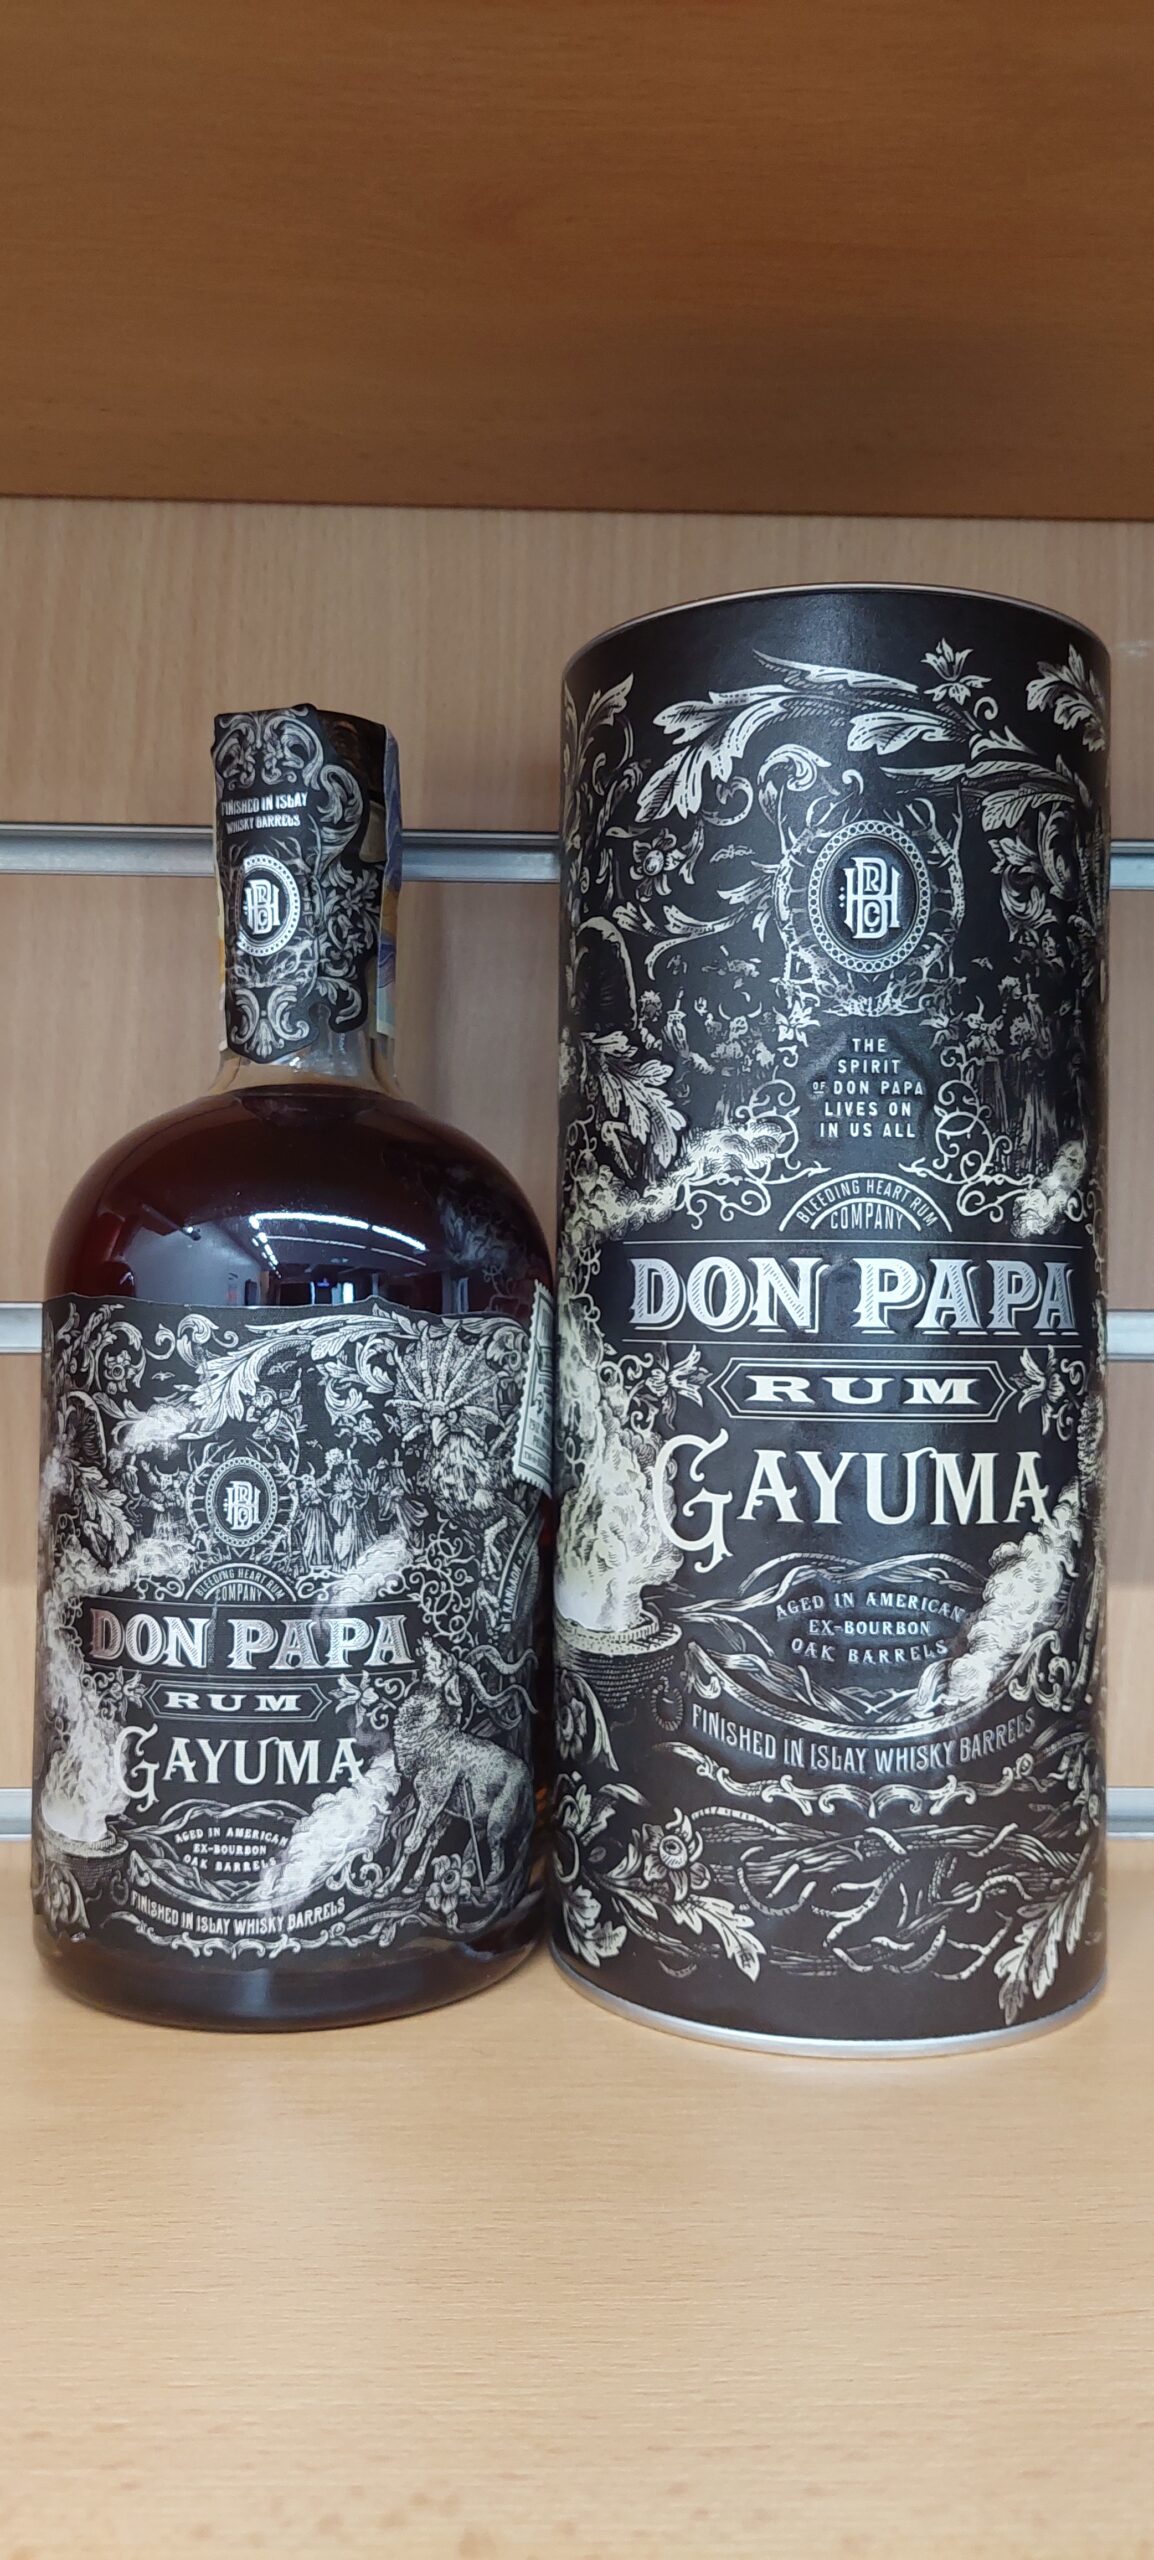 FINISHED IN ISLAY
WHISKY BARRELS
BLEEDING HEART RUM
COMPANY
DON PAPA
RUM
GAYUMA
AGED IN AMERICAN
EX-BOURBON
OAK BARRELS
FINISHED IN ISLAY WHISKY BARRELS
THE
SPIRIT
OF DON PAPA
LIVES ON
IN US ALL
BLEEDING HEART RUM
COMPANY
DON PAPA
RUM
GAYUMA
AGED IN AMERICAN
EX-BOURBON
OAK BARRELS
FINISHED IN ISLAY WHISKY BARRELS